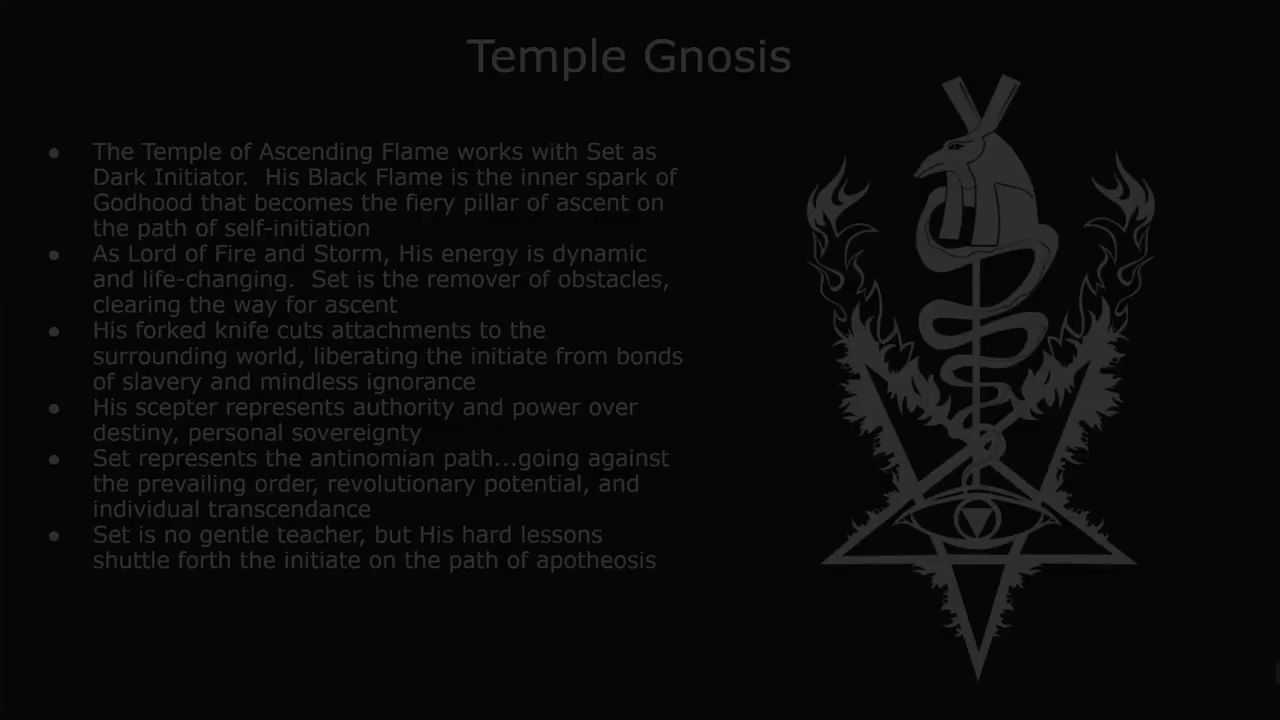 Temple Gnosis
● The Temple of Ascending Flame works with Set as
Dark Initiator.  His Black Flame is the inner spark of
Godhood that becomes the fiery pillar of ascent on
the path of self-initiation
● As Lord of Fire and Storm, His energy is dynamic
and life-changing.  Set is the remover of obstacles,
clearing the way for ascent
● His forked knife cuts attachments to the
surrounding world, liberating the initiate from bonds
of slavery and mindless ignorance
● His scepter represents authority and power over
destiny, personal sovereignty
● Set represents the antinomian path...going against
the prevailing order, revolutionary potential, and
individual transcendance
● Set is no gentle teacher, but His hard lessons
shuttle forth the initiate on the path of apotheosis